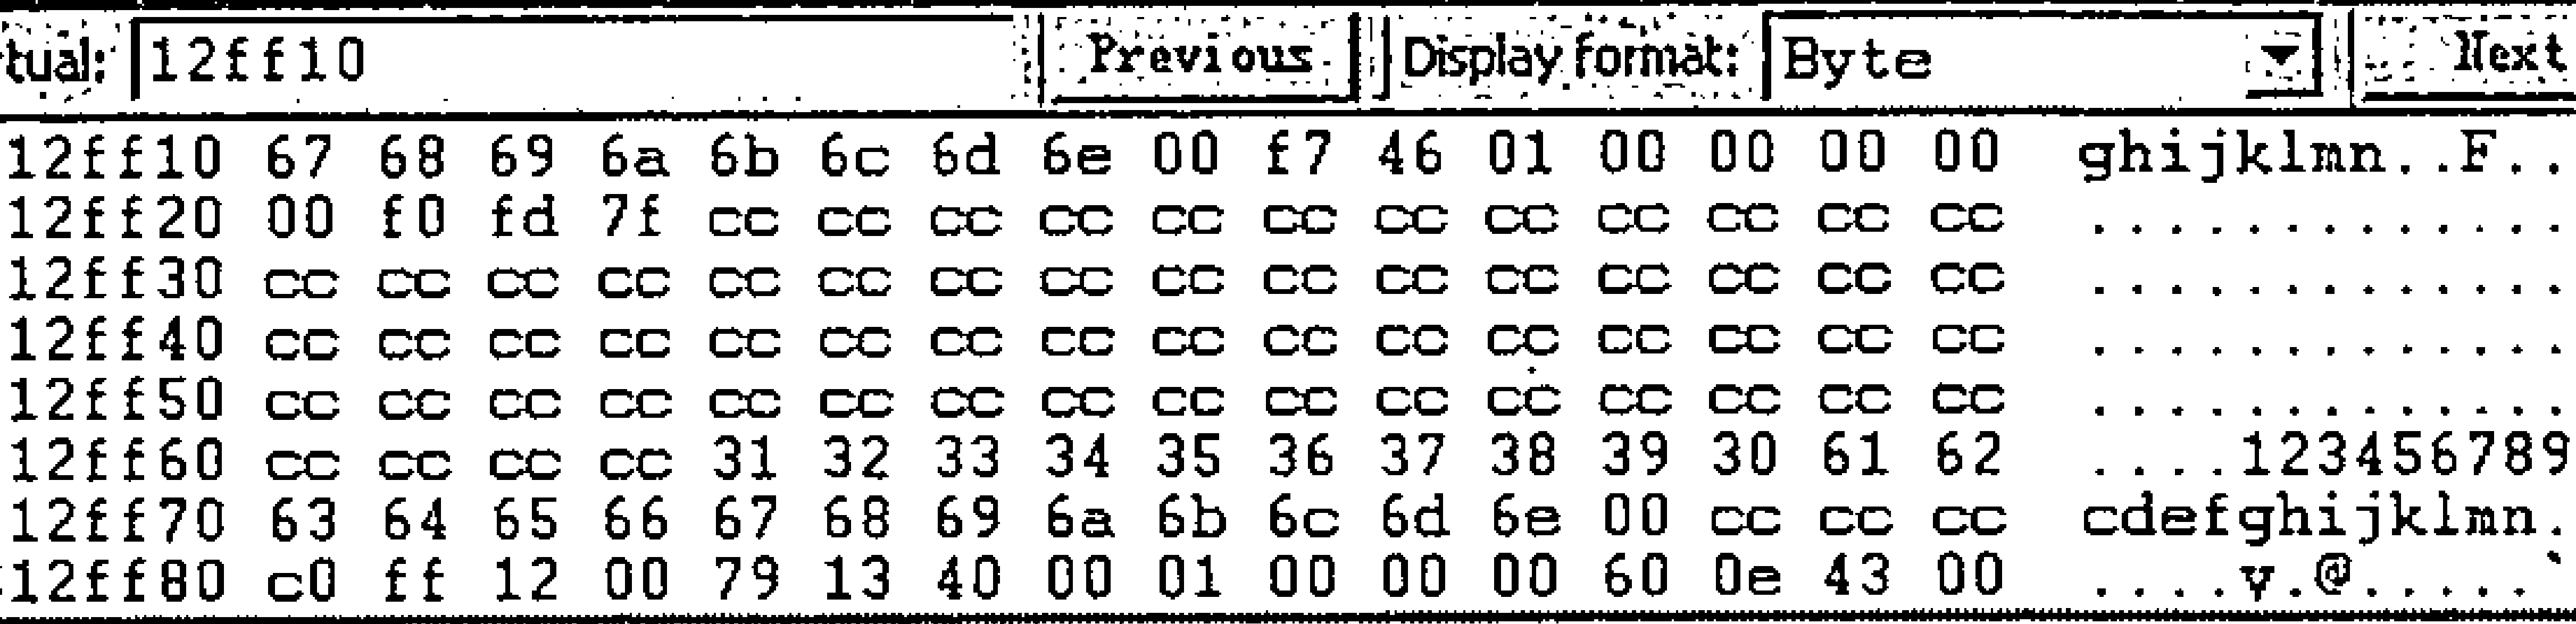 tual: 12ff10 Previous Display format: Byte Next
12ff10 67 68 69 6a 6b 6c 6d 6e 00 f7 46 01 00 00 00 00 ghijklmn..F..
12ff20 00 f0 fd 7f cc cc cc cc cc cc cc cc cc cc cc cc .............
12ff30 cc cc cc cc cc cc cc cc cc cc cc cc cc cc cc cc .............
12ff40 cc cc cc cc cc cc cc cc cc cc cc cc cc cc cc cc .............
12ff50 cc cc cc cc cc cc cc cc cc cc cc cc cc cc cc cc .............
12ff60 cc cc cc cc 31 32 33 34 35 36 37 38 39 30 61 62 ....123456789
12ff70 63 64 65 66 67 68 69 6a 6b 6c 6d 6e 00 cc cc cc cdefghijklmn.
12ff80 c0 ff 12 00 79 13 40 00 01 00 00 00 60 0e 43 00 ....y.@.....`